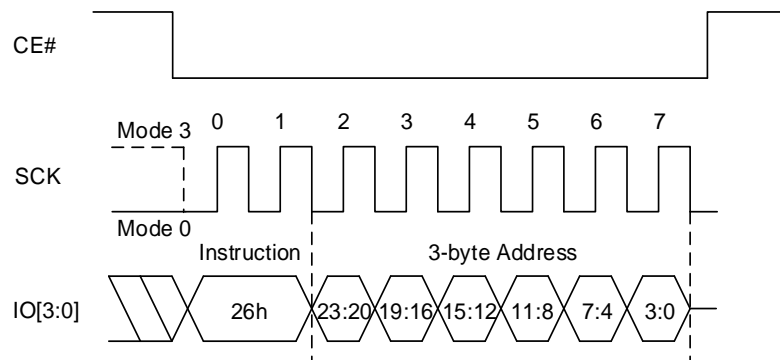 CE#
0 1 2 3 4 5 6 7
Mode 3
SCK
Mode 0
Instruction 3-byte Address
IO[3:0] 26h 23:20 19:16 15:12 11:8 7:4 3:0